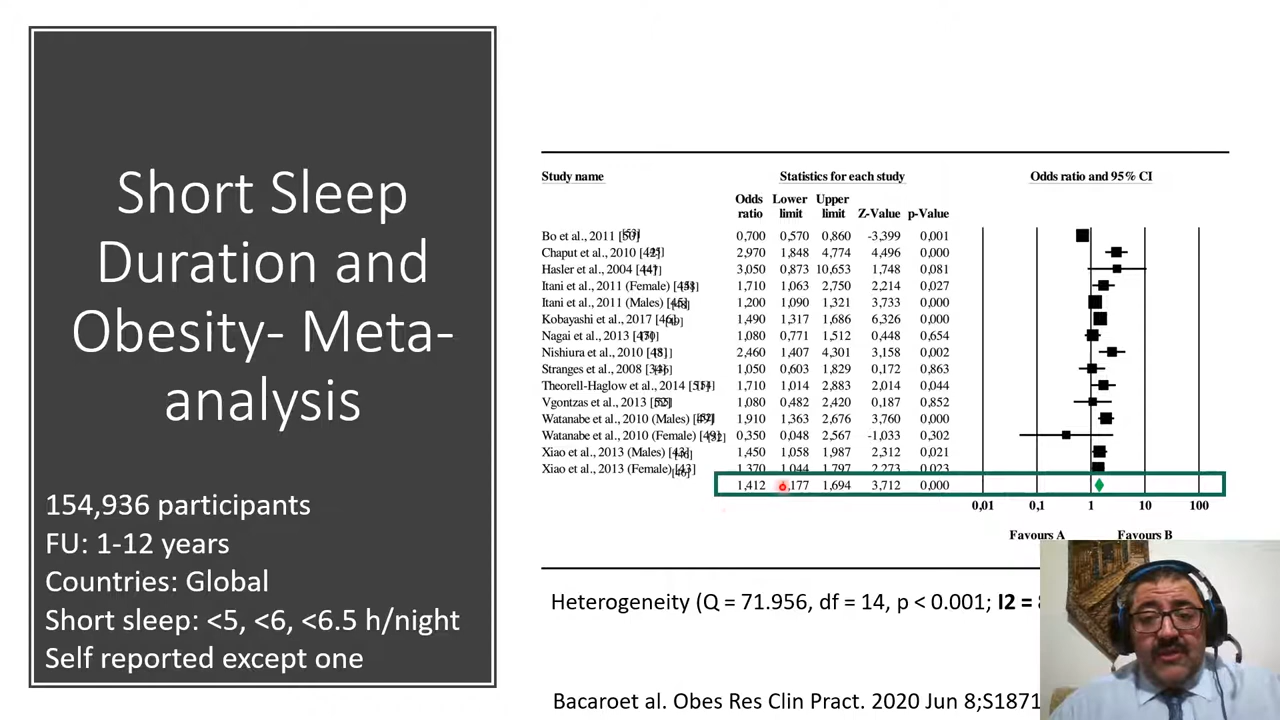 Short Sleep
Duration and
Obesity- Meta-
analysis
154,936 participants
FU: 1-12 years
Countries: Global
Short sleep: <5, <6, <6.5 h/night
Self reported except one
Study name Statistics for each study Odds ratio and 95% CI
Odds Lower Upper
ratio limit limit Z-Value p-Value
Bo et al., 2011 0,700 0,570 0,860 -3,399 0,001
Chaput et al., 2010 2,970 1,848 4,774 4,496 0,000
Hasler et al., 2004 3,050 0,873 10,653 1,748 0,081
Itani et al., 2011 (Female) 1,710 1,063 2,750 2,214 0,027
Itani et al., 2011 (Males) 1,200 1,090 1,321 3,733 0,000
Kobayashi et al., 2017 1,490 1,317 1,686 6,326 0,000
Nagai et al., 2013 1,080 0,771 1,512 0,448 0,654
Nishiura et al., 2010 2,460 1,407 4,301 3,158 0,002
Stranges et al., 2008 1,050 0,603 1,829 0,172 0,863
Theorell-Haglow et al., 2014 1,710 1,014 2,883 2,014 0,044
Vgontzas et al., 2013 1,080 0,482 2,420 0,187 0,852
Watanabe et al., 2010 (Males) 1,910 1,363 2,676 3,760 0,000
Watanabe et al., 2010 (Female) 0,350 0,048 2,567 -1,033 0,302
Xiao et al., 2013 (Males) 1,450 1,058 1,987 2,312 0,021
Xiao et al., 2013 (Female) 1,370 1,044 1,797 2,273 0,023
1,412 ,177 1,694 3,712 0,000
0,01 0,1 1 10 100
Favours A Favours B
Heterogeneity (Q = 71.956, df = 14, p < 0.001; I2 =
Bacaroet al. Obes Res Clin Pract. 2020 Jun 8;S1871